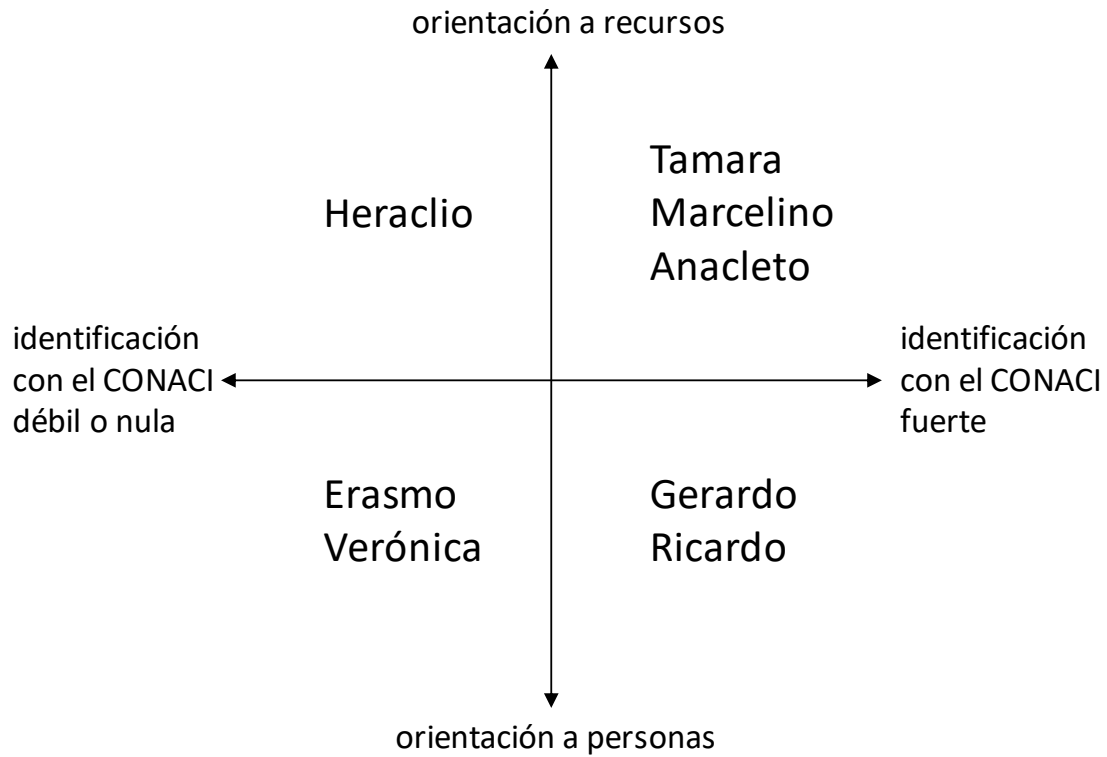 orientación a recursos
Tamara
Heraclio
Marcelino
Anacleto
identificación
con el CONACI
débil o nula
identificación
con el CONACI
fuerte
Erasmo
Verónica
Gerardo
Ricardo
orientación a personas